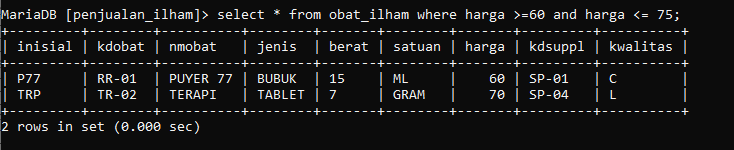 MariaDB [penjualan_ilham]> select * from obat_ilham where harga >=60 and harga <= 75;
+---------+---------+----------+--------+-------+--------+-------+---------+-----------+
| inisial | kdobat | nmobat | jenis | berat | satuan | harga | kdsuppl | kwalitas |
+---------+---------+----------+--------+-------+--------+-------+---------+-----------+
| P77 | RR-01 | PUYER 77 | BUBUK | 15 | ML | 60 | SP-01 | C |
| TRP | TR-02 | TERAPI | TABLET | 7 | GRAM | 70 | SP-04 | L |
+---------+---------+----------+--------+-------+--------+-------+---------+-----------+
2 rows in set (0.000 sec)